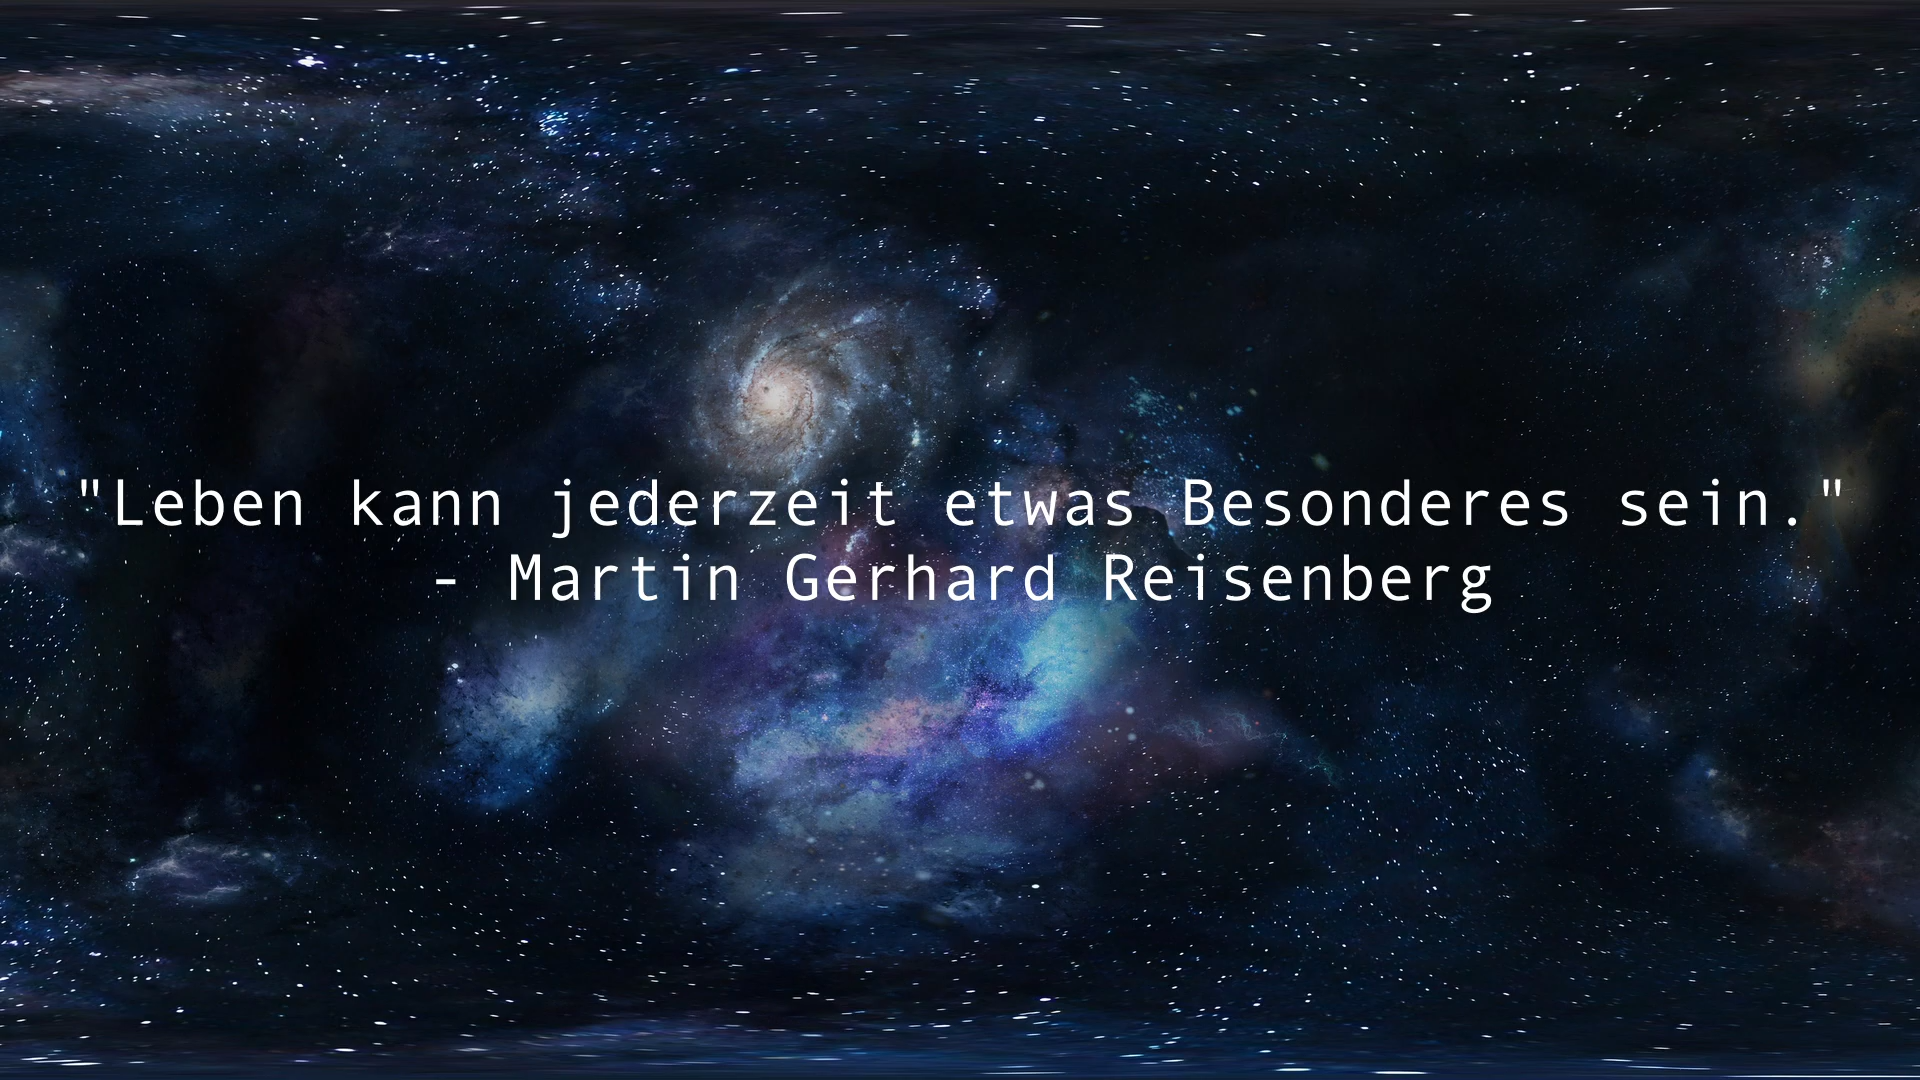 "Leben kann jederzeit etwas Besonderes sein."
- Martin Gerhard Reisenberg